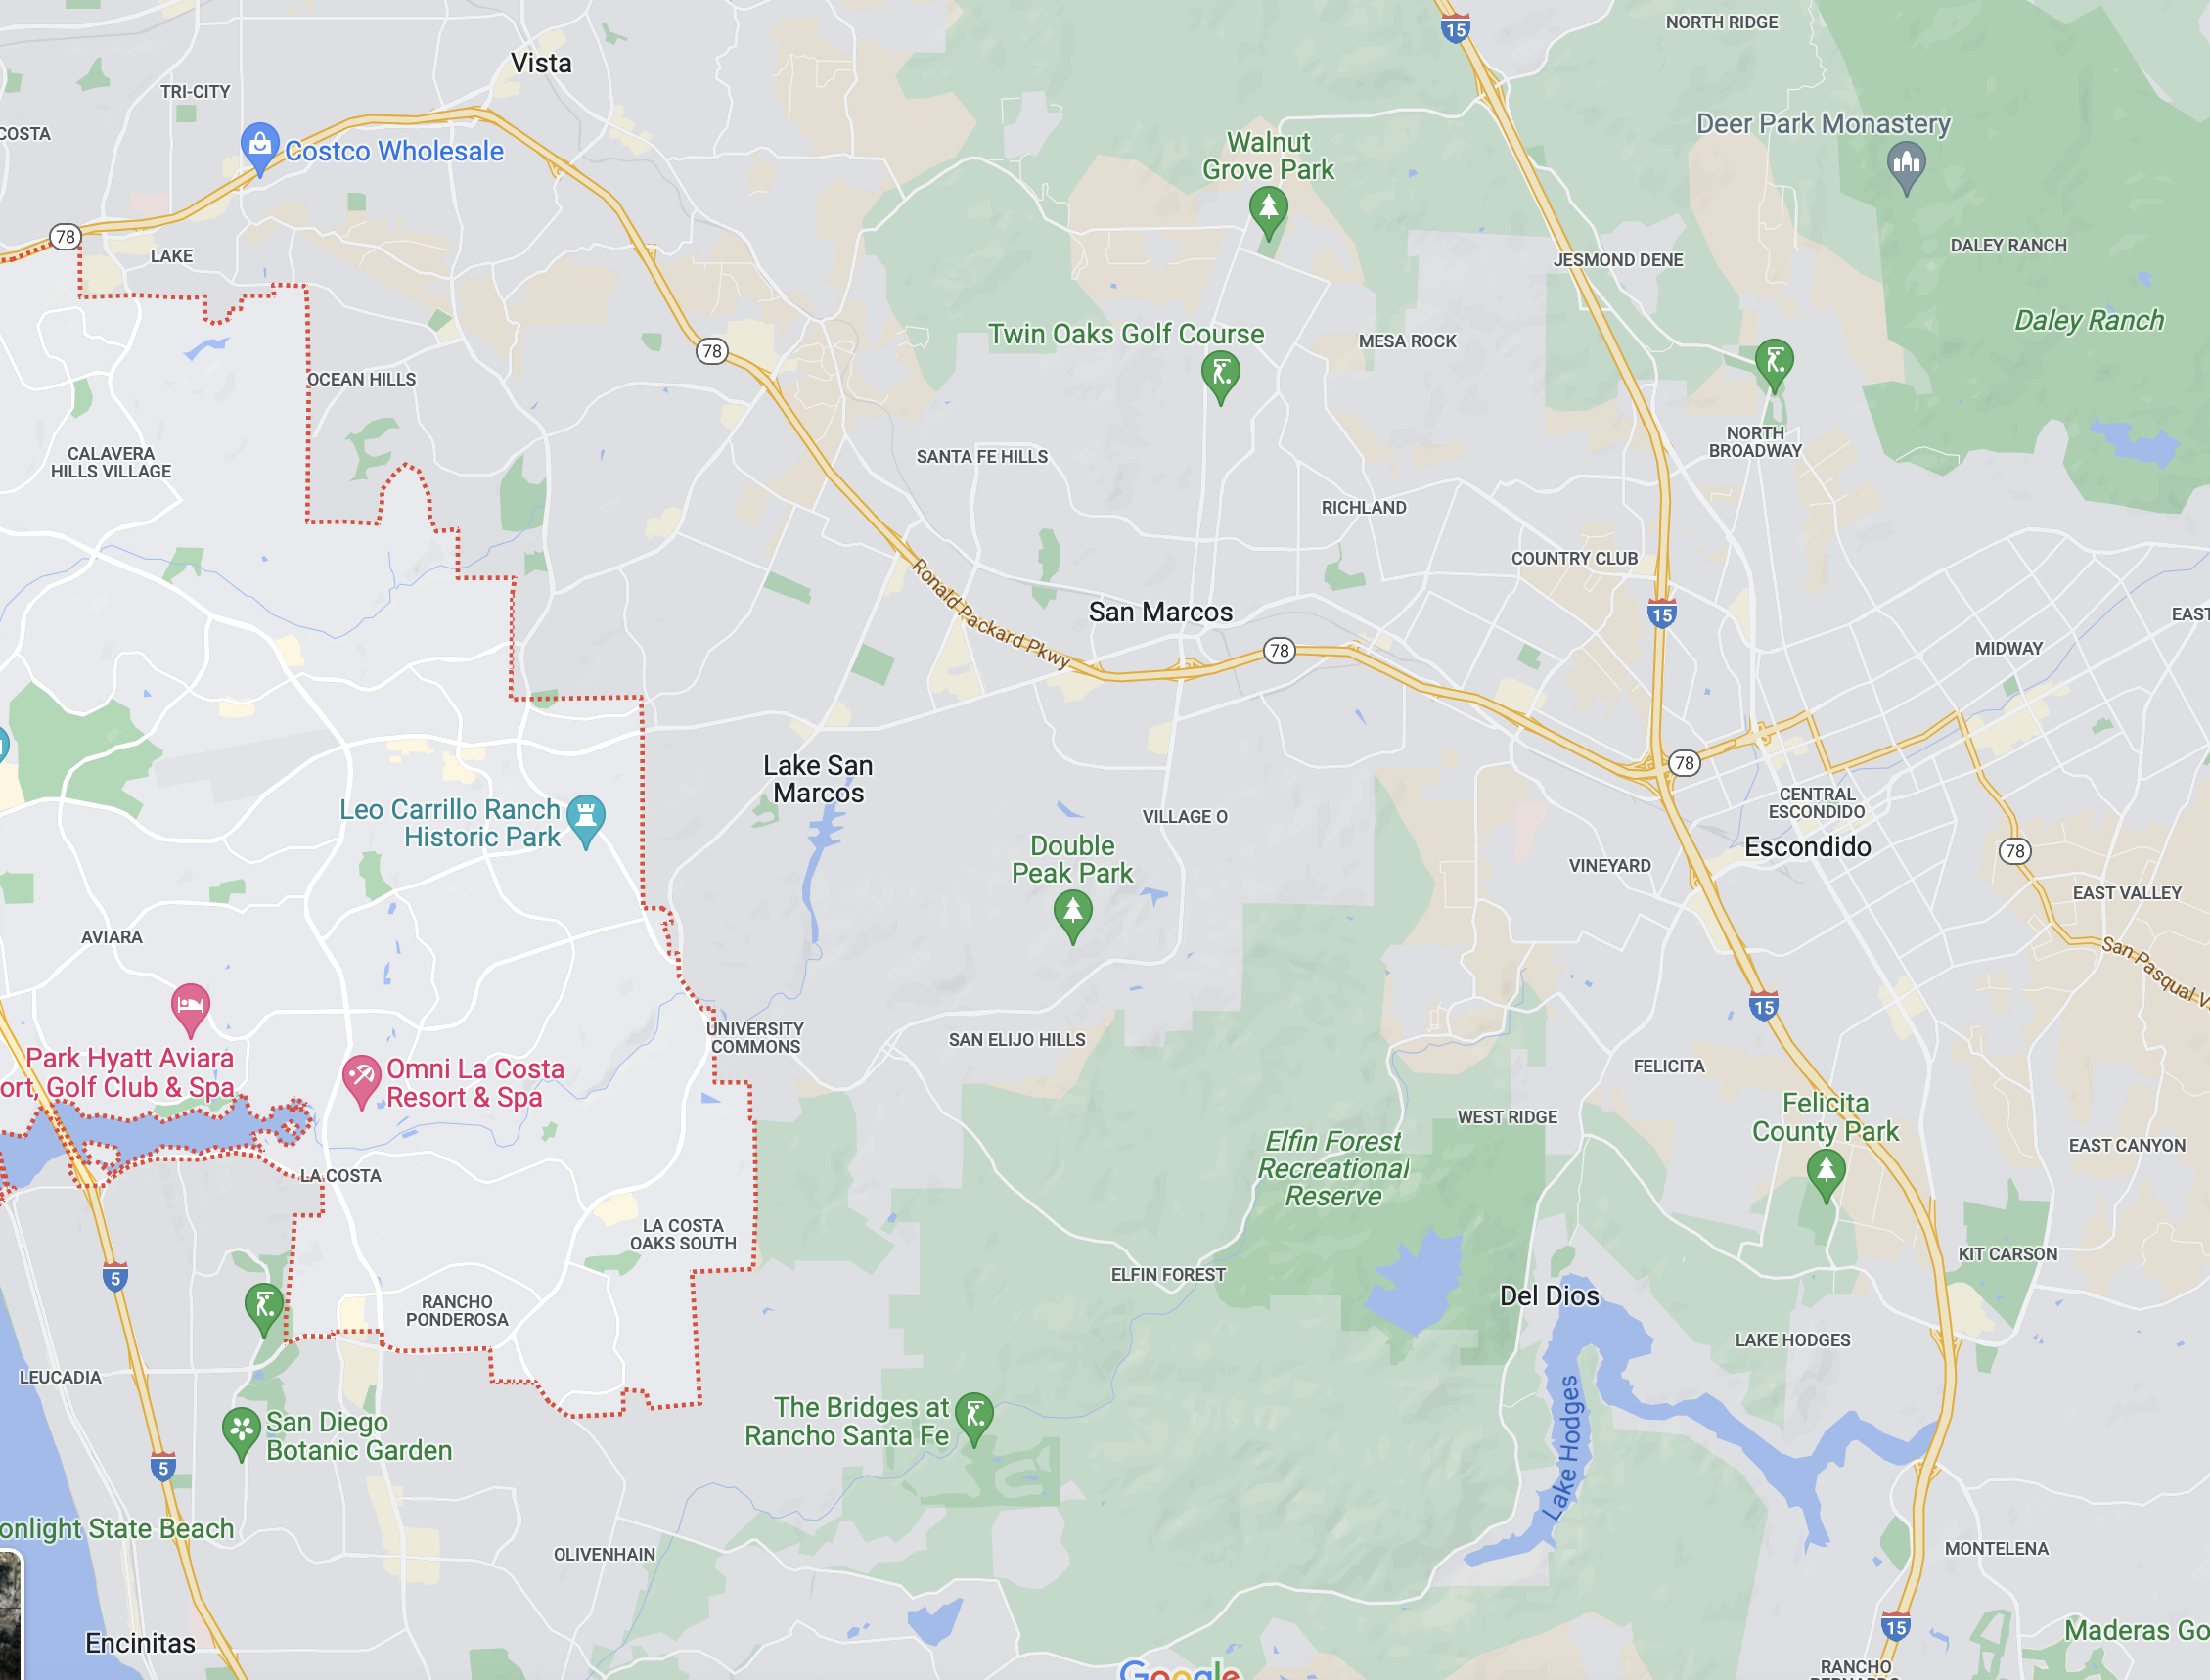 15
NORTH RIDGE
Vista
TRI-CITY
COSTA
Costco Wholesale
Deer Park Monastery
Walnut
Grove Park
78
LAKE
DALEY RANCH
JESMOND DENE
Daley Ranch
Twin Oaks Golf Course
MESA ROCK
78
OCEAN HILLS
NORTH
BROADWAY
CALAVERA
HILLS VILLAGE
SANTA FE HILLS
RICHLAND
COUNTRY CLUB
Ronald Packard Pkwy
San Marcos
15
EAST
MIDWAY
78
Lake San
Marcos
78
CENTRAL
ESCONDIDO
Leo Carrillo Ranch
Historic Park
VILLAGE O
Double
Peak Park
Escondido
78
VINEYARD
EAST VALLEY
AVIARA
San Pasqual V
15
UNIVERSITY
COMMONS
SAN ELIJO HILLS
Park Hyatt Aviara
ort, Golf Club & Spa
Omni La Costa
Resort & Spa
FELICITA
WEST RIDGE
Felicita
County Park
Elfin Forest
Recreational
Reserve
EAST CANYON
LA COSTA
LA COSTA
OAKS SOUTH
KIT CARSON
5
ELFIN FOREST
Del Dios
RANCHO
PONDEROSA
LAKE HODGES
LEUCADIA
Lake Hodges
The Bridges at
Rancho Santa Fe
San Diego
Botanic Garden
5
onlight State Beach
OLIVENHAIN
MONTELENA
15
Encinitas
Maderas Go
RANCHO
BERNARDO
Google